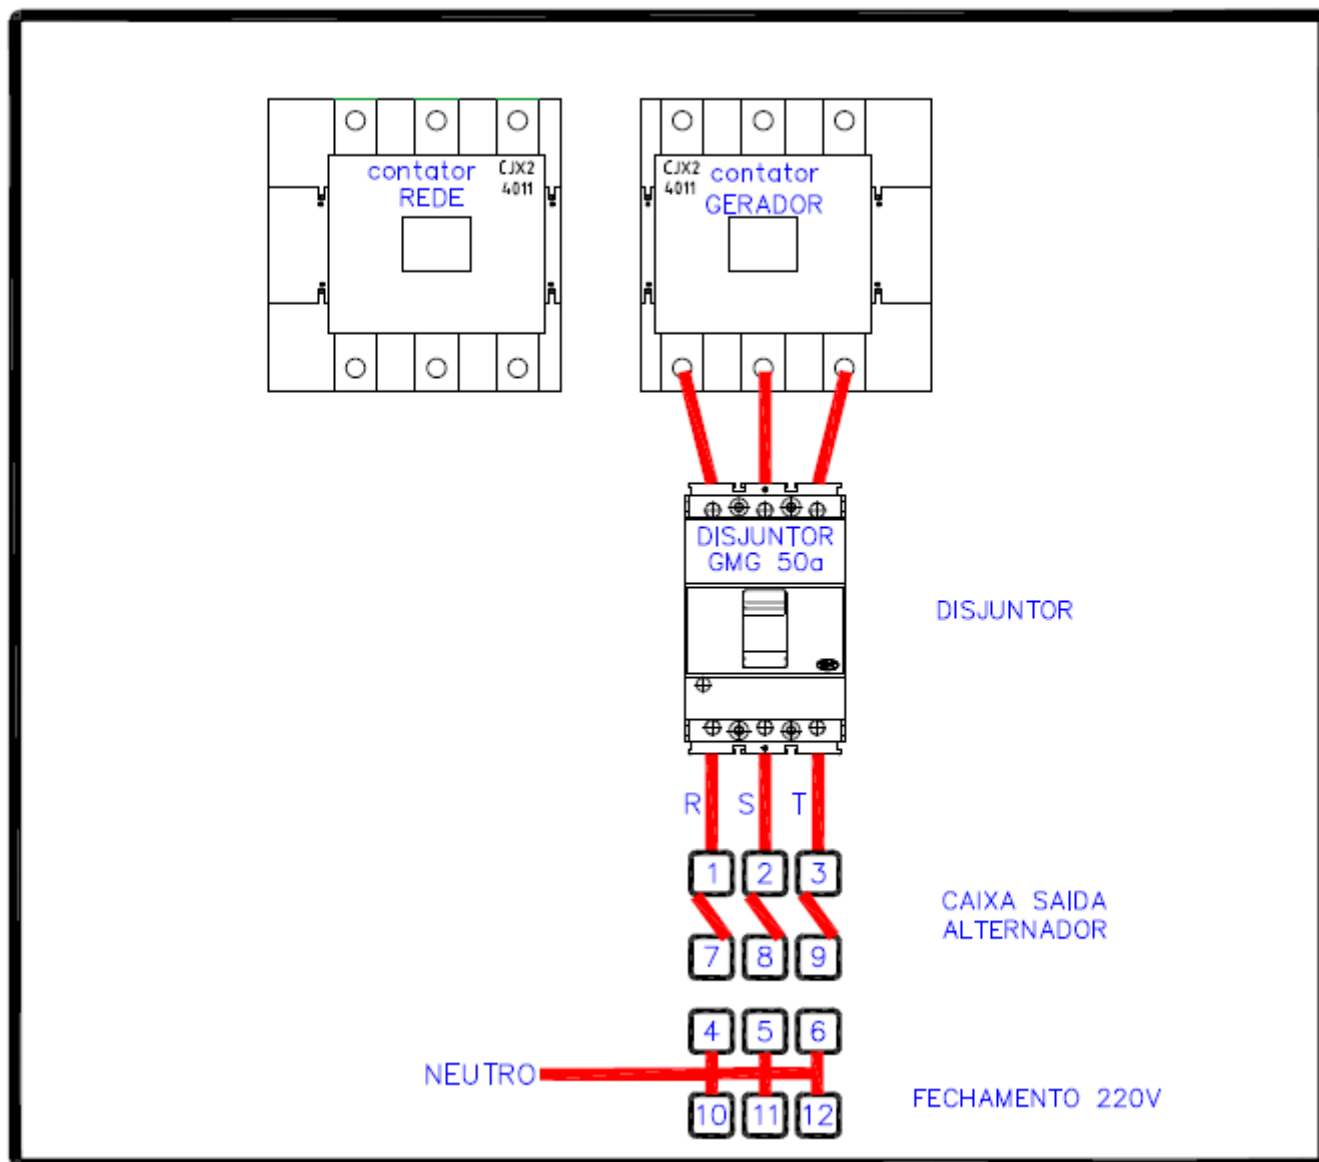 contator CJX2
REDE 4011
CJX2 contator
4011 GERADOR
DISJUNTOR
GMG 50a
DISJUNTOR
R S T
1 2 3
CAIXA SAIDA
ALTERNADOR
7 8 9
4 5 6
NEUTRO
FECHAMENTO 220V
10 11 12